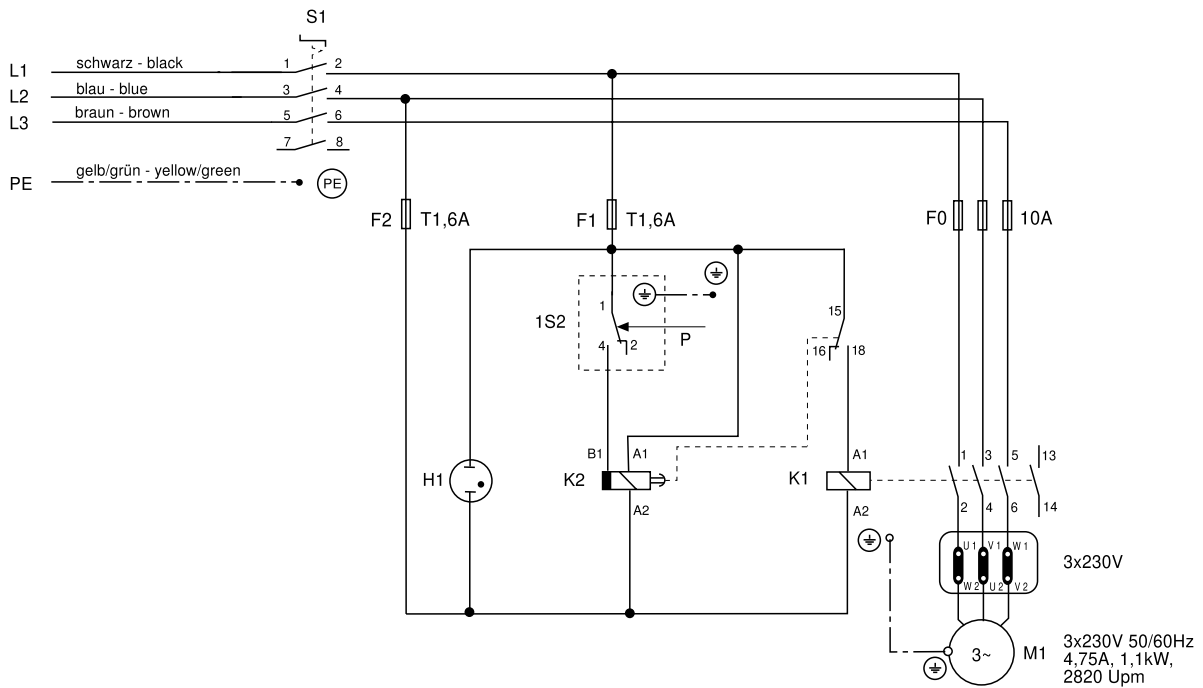 S1
L1 schwarz - black 1 2
L2 blau - blue 3 4
L3 braun - brown 5 6
7 8
PE gelb/grün - yellow/green PE
F2 T1,6A F1 T1,6A F0 10A
1 15
1S2 P
4 2 16 18
B1 A1 A1 1 3 5 13
H1 K2 K1
A2 A2 2 4 6 14
U1 V1 W1
3x230V
W2 U2 V2
3~ M1 3x230V 50/60Hz
4,75A, 1,1kW,
2820 Upm